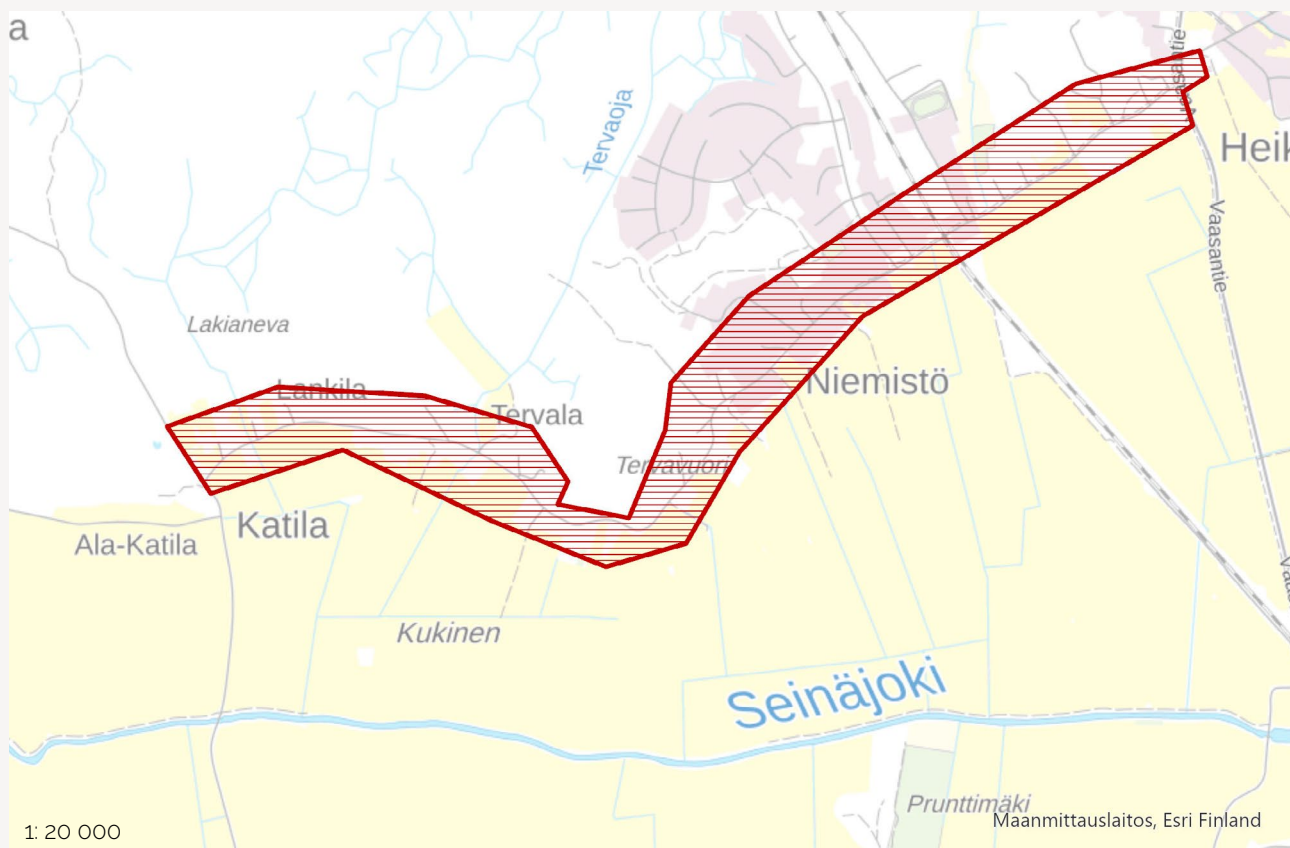 a
Tervaoja
Heik
Vaasantie
Lakianeva
Lankila
Tervala
Niemistö
Tervavuori
Katila
Ala-Katila
Kukinen
Seinäjoki
Prunttimäki
Maanmittauslaitos, Esri Finland
1: 20 000